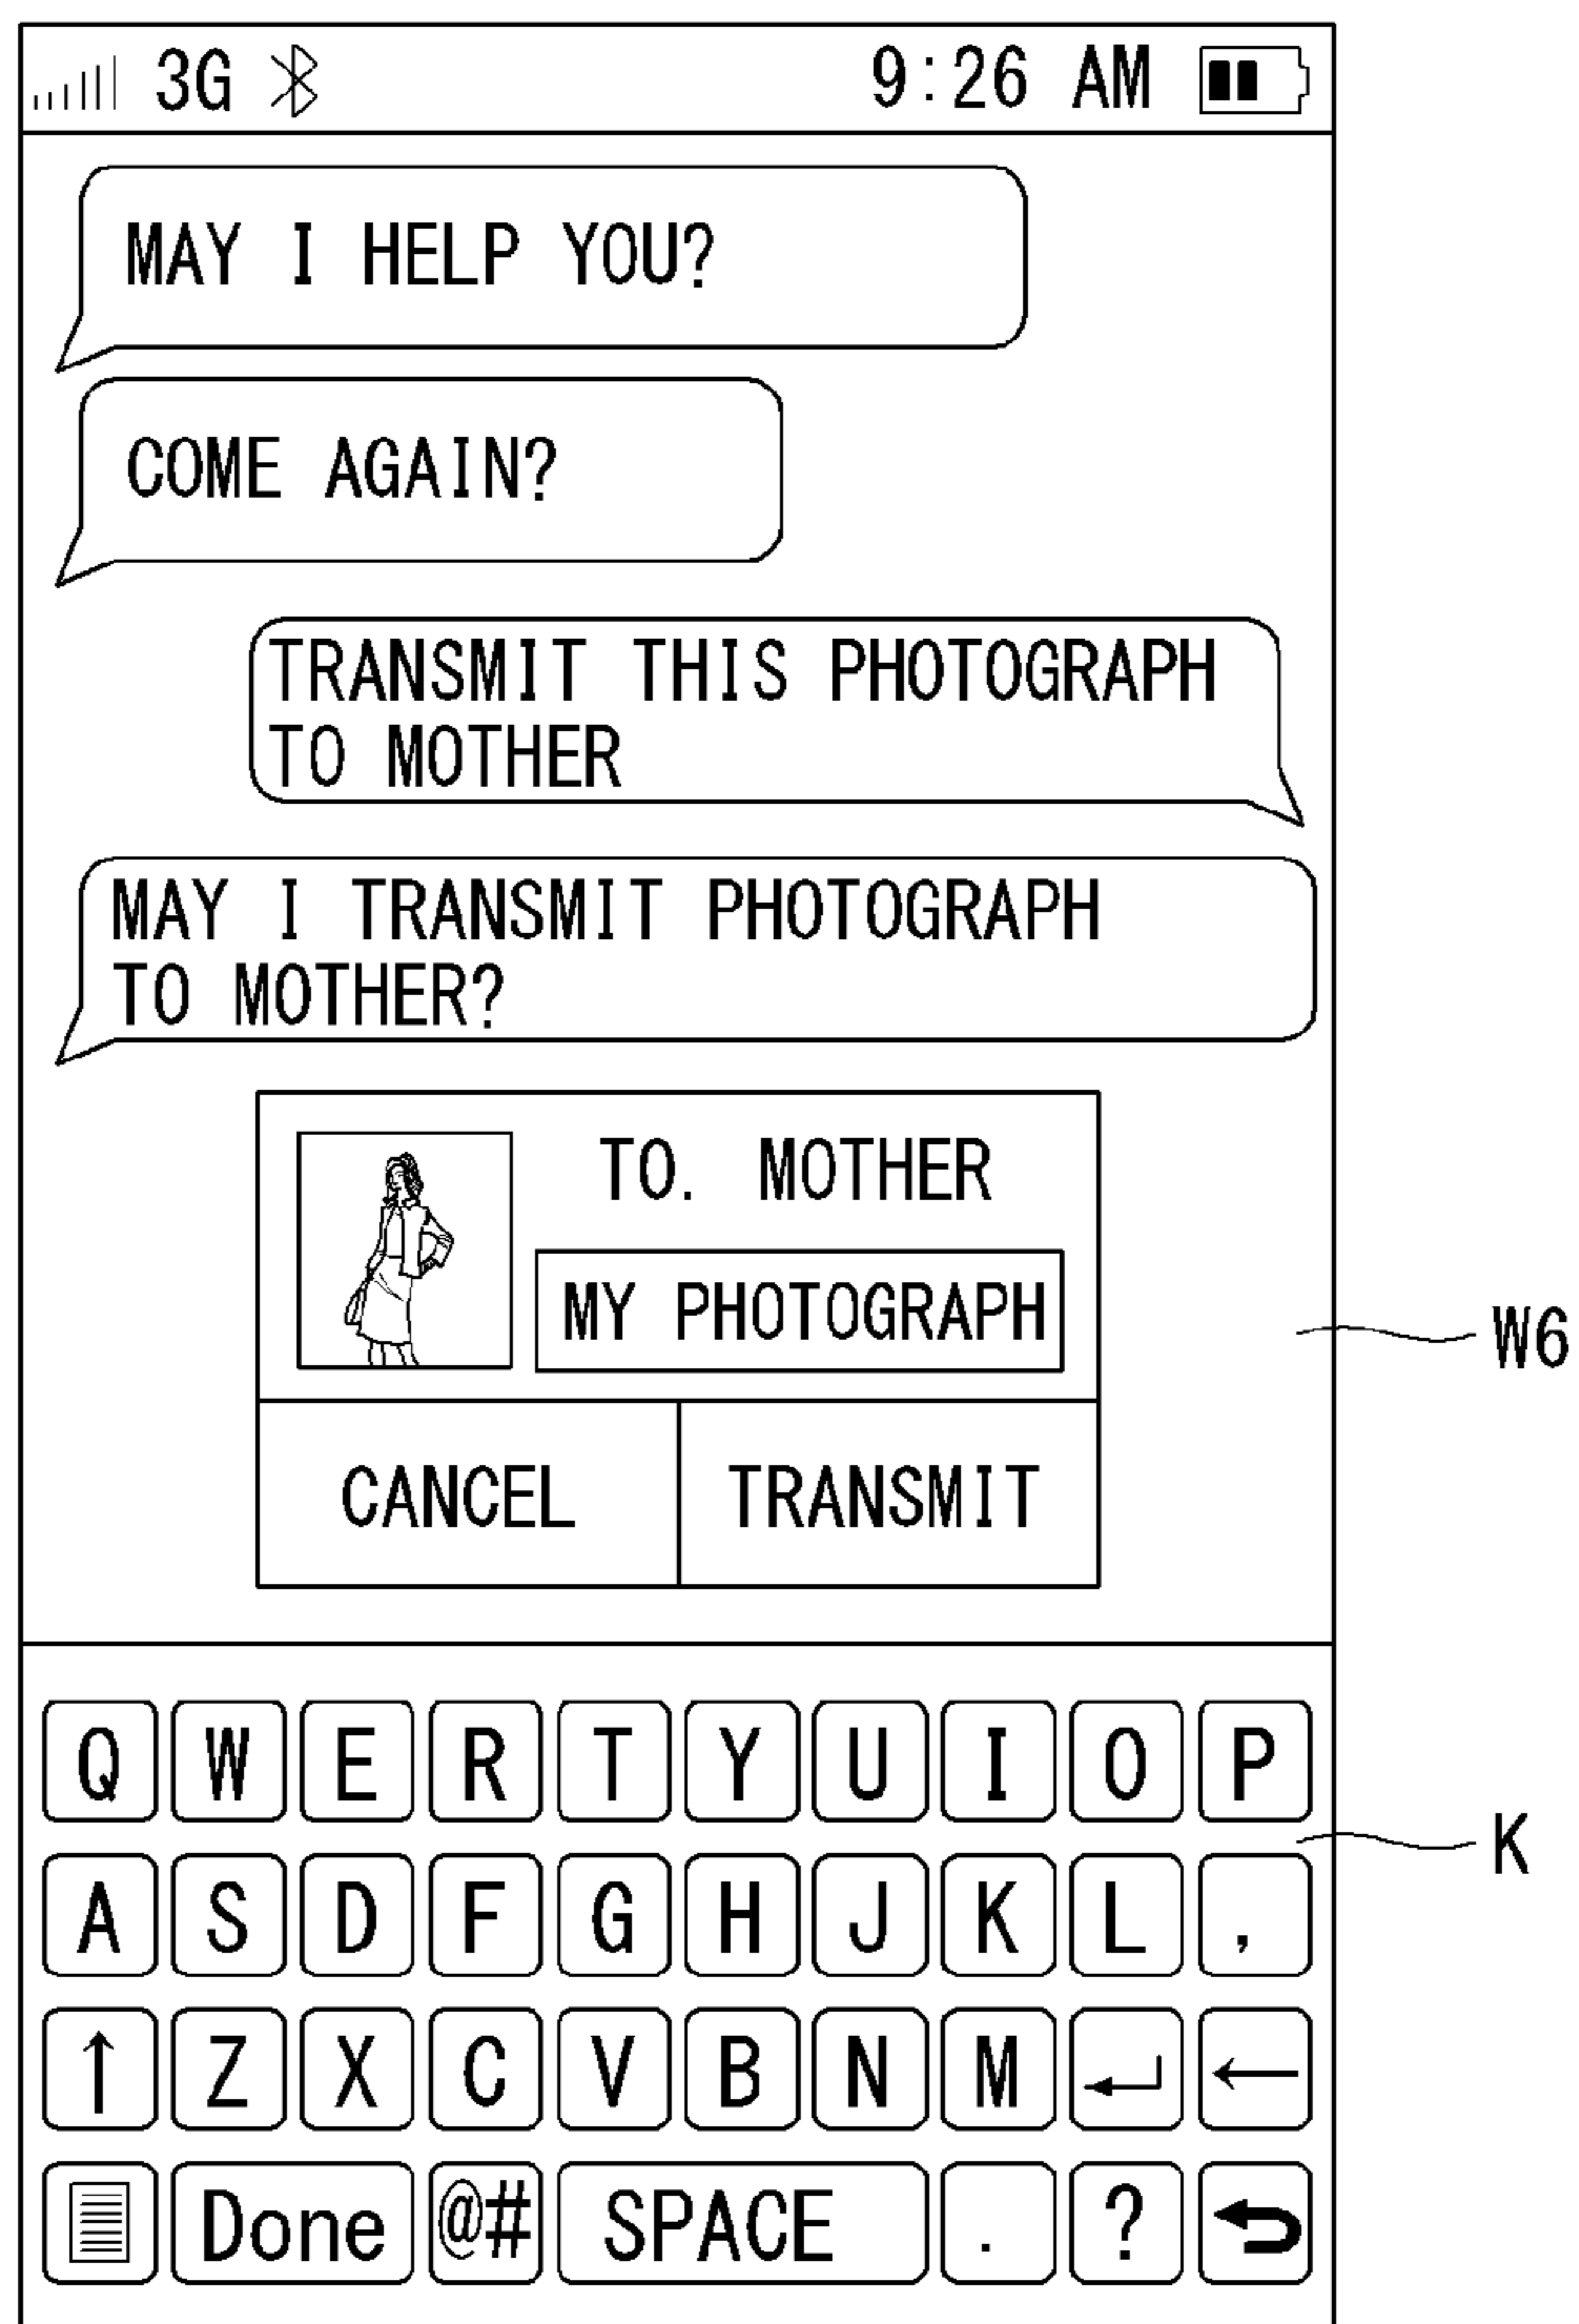 3G 9:26 AM
MAY I HELP YOU?
COME AGAIN?
TRANSMIT THIS PHOTOGRAPH
TO MOTHER
MAY I TRANSMIT PHOTOGRAPH
TO MOTHER?
TO. MOTHER
MY PHOTOGRAPH
W6
CANCEL TRANSMIT
Q W E R T Y U I O P
K
A S D F G H J K L ,
↑ Z X C V B N M ↵ ←
Done @# SPACE . ?